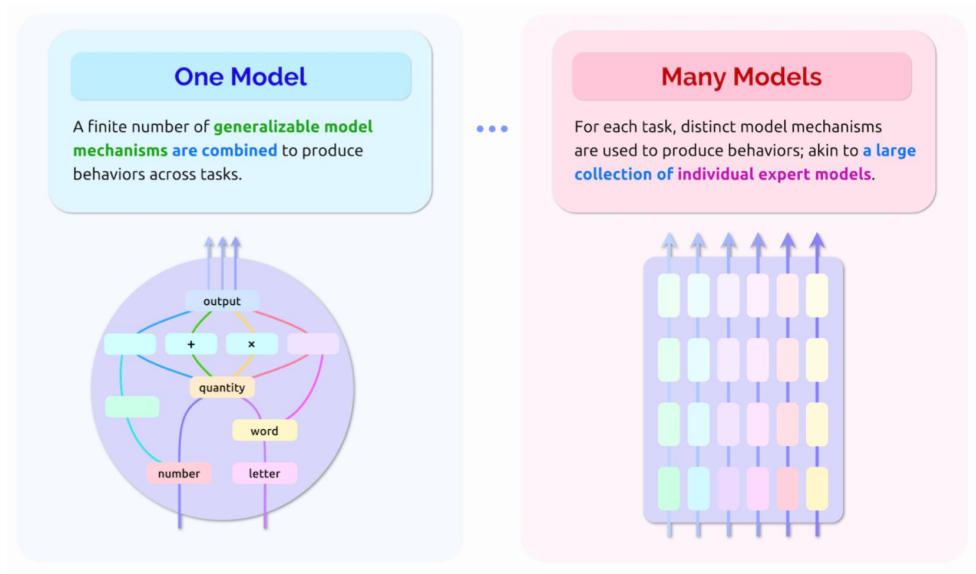 One Model
A finite number of generalizable model
mechanisms are combined to produce
behaviors across tasks.
•••
Many Models
For each task, distinct model mechanisms
are used to produce behaviors; akin to a large
collection of individual expert models.
output
+
×
quantity
word
number
letter